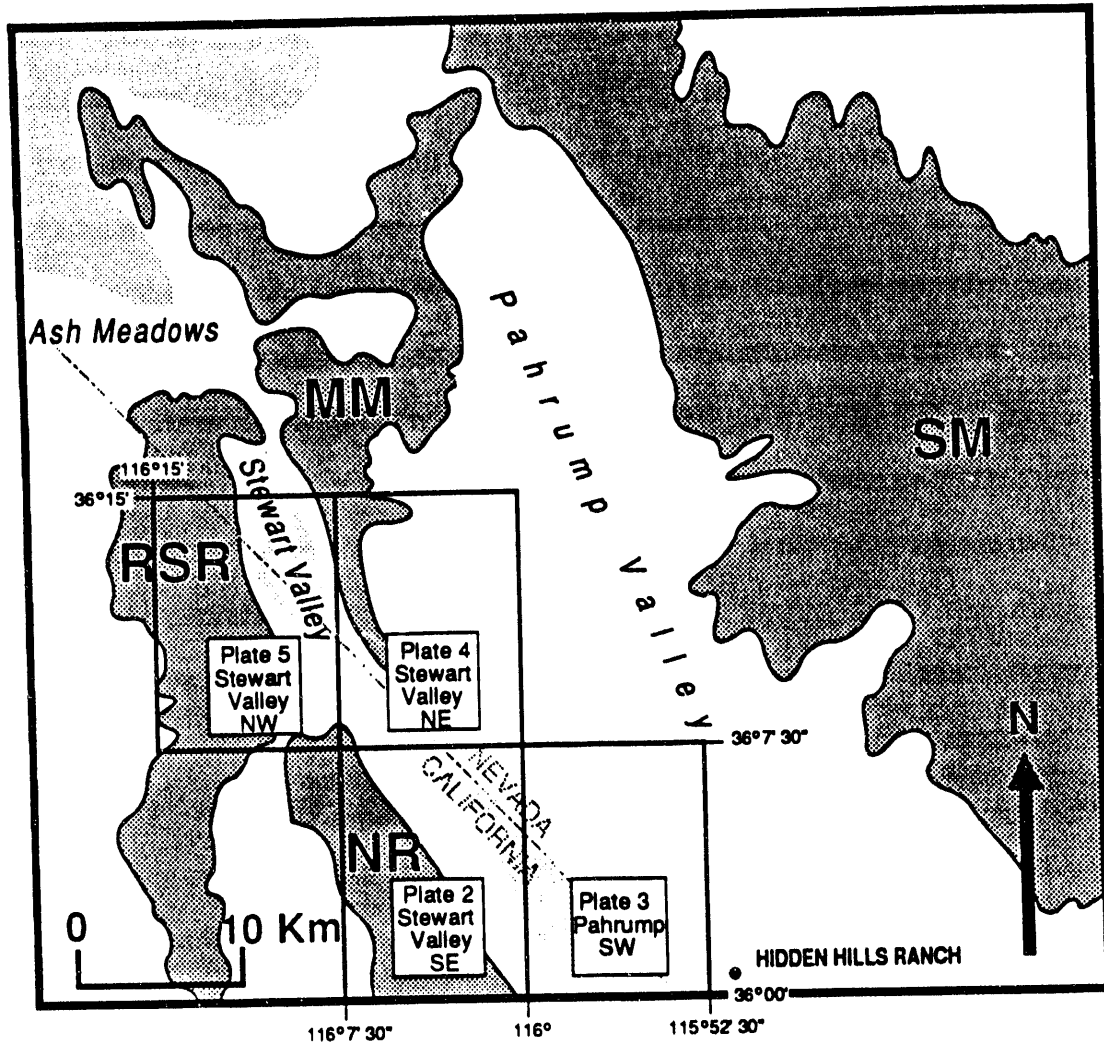 Ash Meadows
MM
Pahrump Valley
SM
116°15'
36°15'
Stewart Valley
RSR
Plate 5
Stewart
Valley
NW
Plate 4
Stewart
Valley
NE
36°7' 30"
N
NEVADA
CALIFORNIA
NR
Plate 2
Stewart
Valley
SE
Plate 3
Pahrump
SW
0
10 Km
HIDDEN HILLS RANCH
36°00'
116°7' 30"
116°
115°52' 30"